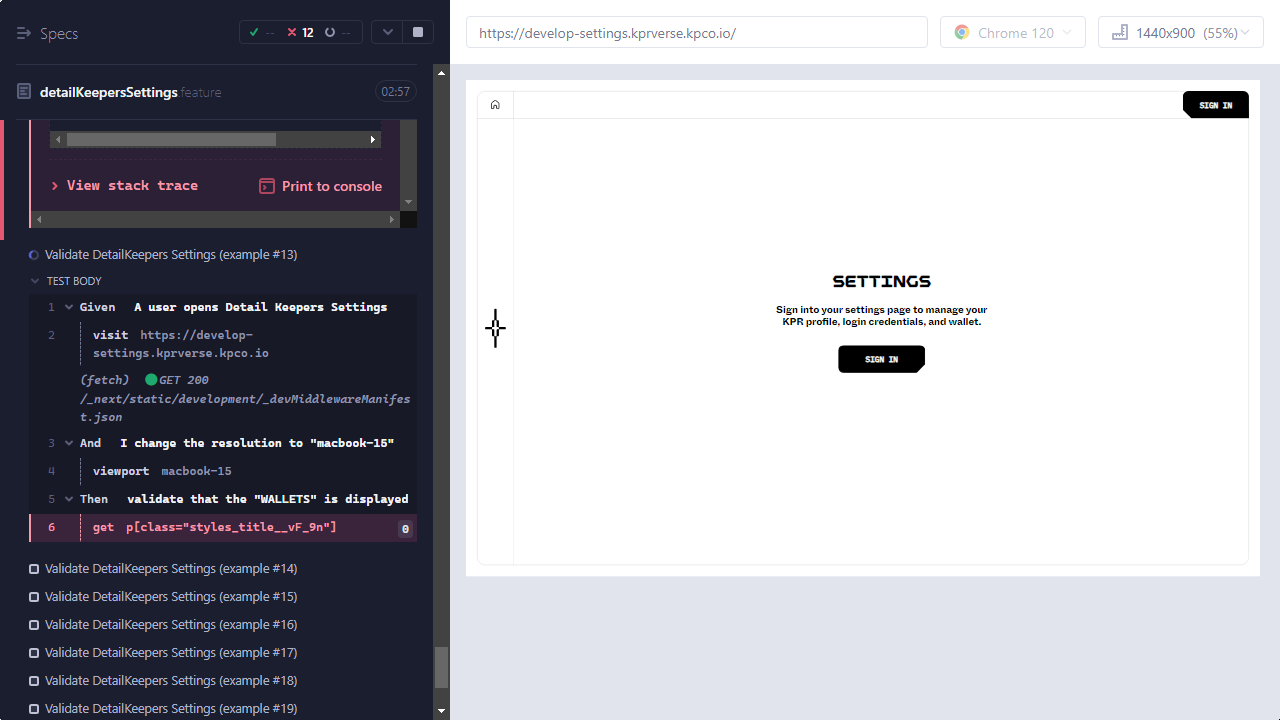 Specs
-- 12 --
detailKeepersSettings feature
02:57
View stack trace
Print to console
Validate DetailKeepers Settings (example #13)
TEST BODY
1 Given A user opens Detail Keepers Settings
2 visit https://develop-
settings.kprverse.kpco.io
(fetch) GET 200
/_next/static/development/_devMiddlewareManifes
t.json
3 And I change the resolution to "macbook-15"
4 viewport macbook-15
5 Then validate that the "WALLETS" is displayed
6 get p[class="styles_title__vF_9n"] 0
Validate DetailKeepers Settings (example #14)
Validate DetailKeepers Settings (example #15)
Validate DetailKeepers Settings (example #16)
Validate DetailKeepers Settings (example #17)
Validate DetailKeepers Settings (example #18)
Validate DetailKeepers Settings (example #19)
https://develop-settings.kprverse.kpco.io/
Chrome 120
1440x900 (55%)
SIGN IN
SETTINGS
Sign into your settings page to manage your
KPR profile, login credentials, and wallet.
SIGN IN